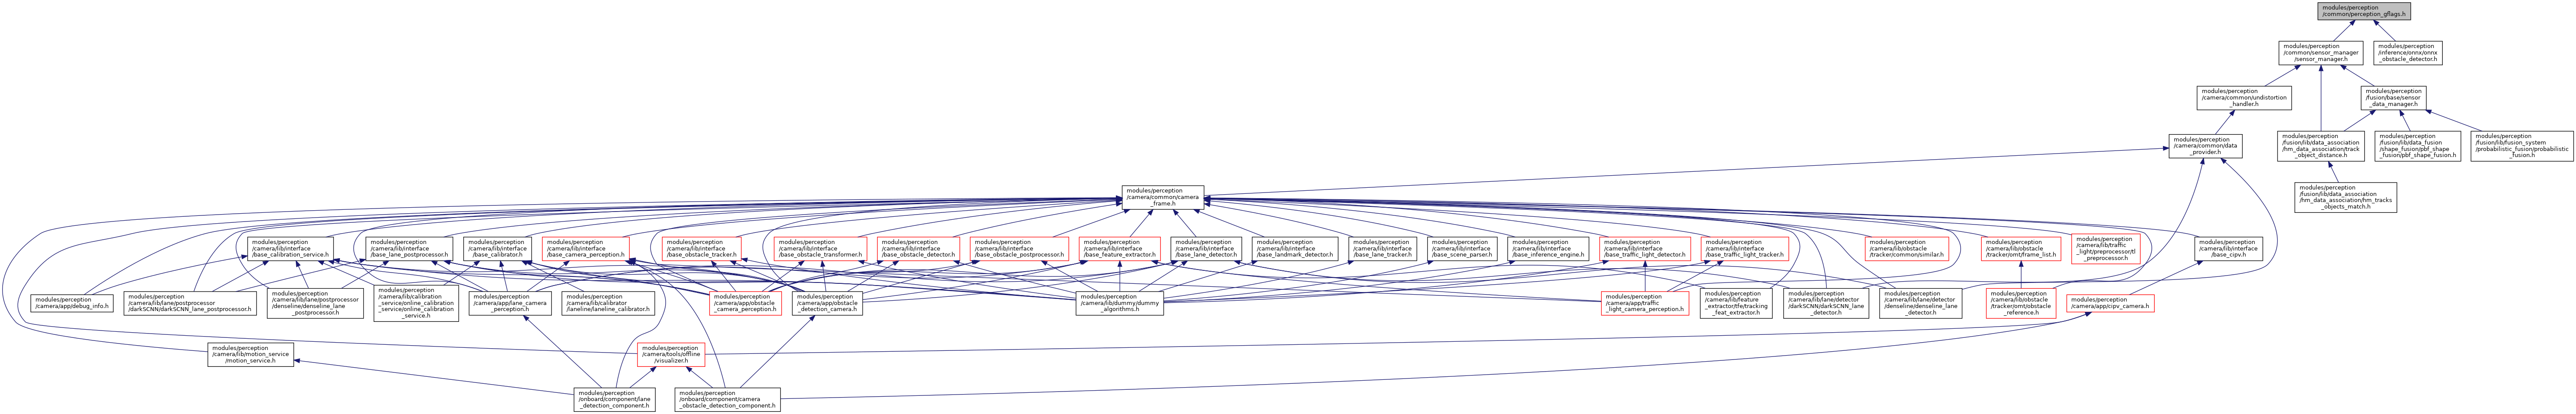 modules/perception
/common/perception_gflags.h
modules/perception
/common/sensor_manager
/sensor_manager.h
modules/perception
/inference/onnx/onnx
_obstacle_detector.h
modules/perception
/camera/common/undistortion
_handler.h
modules/perception
/fusion/base/sensor
_data_manager.h
modules/perception
/camera/common/data
_provider.h
modules/perception
/fusion/lib/data_association
/hm_data_association/track
_object_distance.h
modules/perception
/fusion/lib/data_fusion
/shape_fusion/pbf_shape
_fusion/pbf_shape_fusion.h
modules/perception
/fusion/lib/fusion_system
/probabilistic_fusion/probabilistic
_fusion.h
modules/perception
/camera/common/camera
_frame.h
modules/perception
/fusion/lib/data_association
/hm_data_association/hm_tracks
_objects_match.h
modules/perception
/camera/lib/interface
/base_calibration_service.h
modules/perception
/camera/lib/interface
/base_lane_postprocessor.h
modules/perception
/camera/lib/interface
/base_calibrator.h
modules/perception
/camera/lib/interface
/base_camera_perception.h
modules/perception
/camera/lib/interface
/base_obstacle_tracker.h
modules/perception
/camera/lib/interface
/base_obstacle_transformer.h
modules/perception
/camera/lib/interface
/base_obstacle_detector.h
modules/perception
/camera/lib/interface
/base_obstacle_postprocessor.h
modules/perception
/camera/lib/interface
/base_feature_extractor.h
modules/perception
/camera/lib/interface
/base_lane_detector.h
modules/perception
/camera/lib/interface
/base_landmark_detector.h
modules/perception
/camera/lib/interface
/base_lane_tracker.h
modules/perception
/camera/lib/interface
/base_scene_parser.h
modules/perception
/camera/lib/interface
/base_inference_engine.h
modules/perception
/camera/lib/interface
/base_traffic_light_detector.h
modules/perception
/camera/lib/interface
/base_traffic_light_tracker.h
modules/perception
/camera/lib/obstacle
/tracker/common/similar.h
modules/perception
/camera/lib/obstacle
/tracker/omt/frame_list.h
modules/perception
/camera/lib/traffic
_light/preprocessor/tl
_preprocessor.h
modules/perception
/camera/lib/interface
/base_cipv.h
modules/perception
/camera/app/debug_info.h
modules/perception
/camera/lib/lane/postprocessor
/darkSCNN/darkSCNN_lane_postprocessor.h
modules/perception
/camera/lib/lane/postprocessor
/denseline/denseline_lane
_postprocessor.h
modules/perception
/camera/lib/calibration
_service/online_calibration
_service/online_calibration
_service.h
modules/perception
/camera/app/lane_camera
_perception.h
modules/perception
/camera/lib/calibrator
/laneline/laneline_calibrator.h
modules/perception
/camera/app/obstacle
_camera_perception.h
modules/perception
/camera/app/obstacle
_detection_camera.h
modules/perception
/camera/lib/dummy/dummy
_algorithms.h
modules/perception
/camera/app/traffic
_light_camera_perception.h
modules/perception
/camera/lib/feature
_extractor/tfe/tracking
_feat_extractor.h
modules/perception
/camera/lib/lane/detector
/darkSCNN/darkSCNN_lane
_detector.h
modules/perception
/camera/lib/lane/detector
/denseline/denseline_lane
_detector.h
modules/perception
/camera/lib/obstacle
/tracker/omt/obstacle
_reference.h
modules/perception
/camera/app/cipv_camera.h
modules/perception
/camera/lib/motion_service
/motion_service.h
modules/perception
/camera/tools/offline
/visualizer.h
modules/perception
/onboard/component/lane
_detection_component.h
modules/perception
/onboard/component/camera
_obstacle_detection_component.h